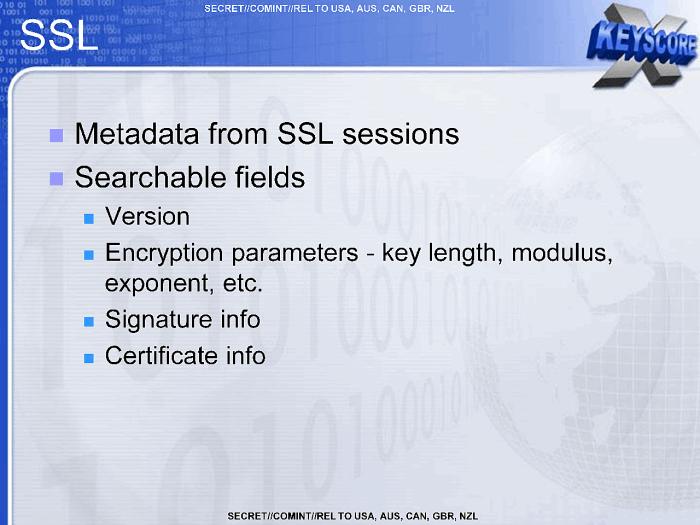 SECRET//COMINT//REL TO USA, AUS, CAN, GBR, NZL
SSL
X KEYSCORE
Metadata from SSL sessions
Searchable fields
Version
Encryption parameters - key length, modulus,
exponent, etc.
Signature info
Certificate info
SECRET//COMINT//REL TO USA, AUS, CAN, GBR, NZL